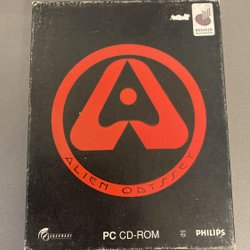 ALIEN ODYSSEY
PC CD-ROM
PHILIPS